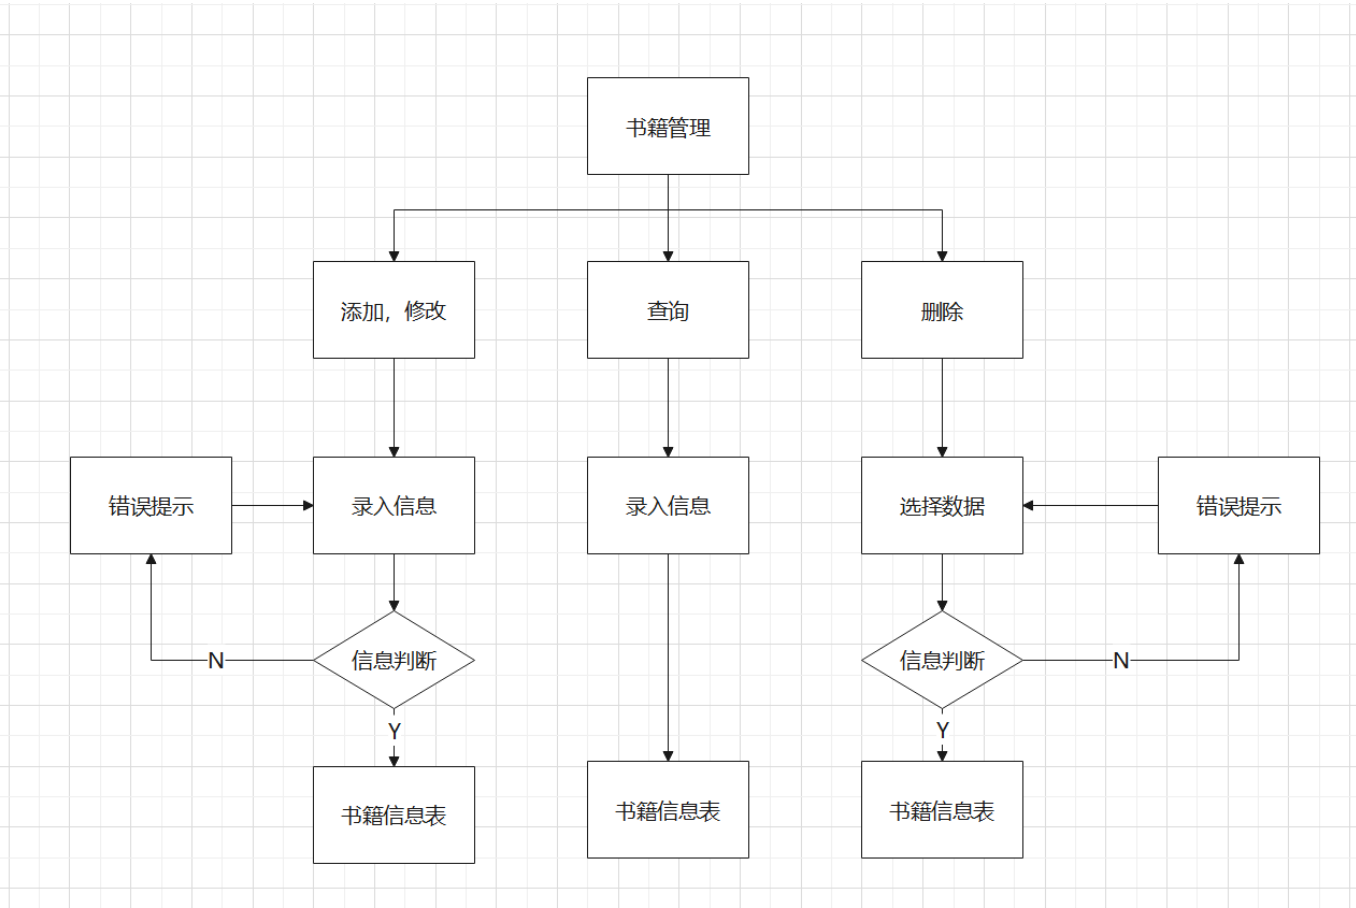 书籍管理
添加，修改
查询
删除
错误提示
录入信息
录入信息
选择数据
错误提示
N
信息判断
信息判断
N
Y
Y
书籍信息表
书籍信息表
书籍信息表